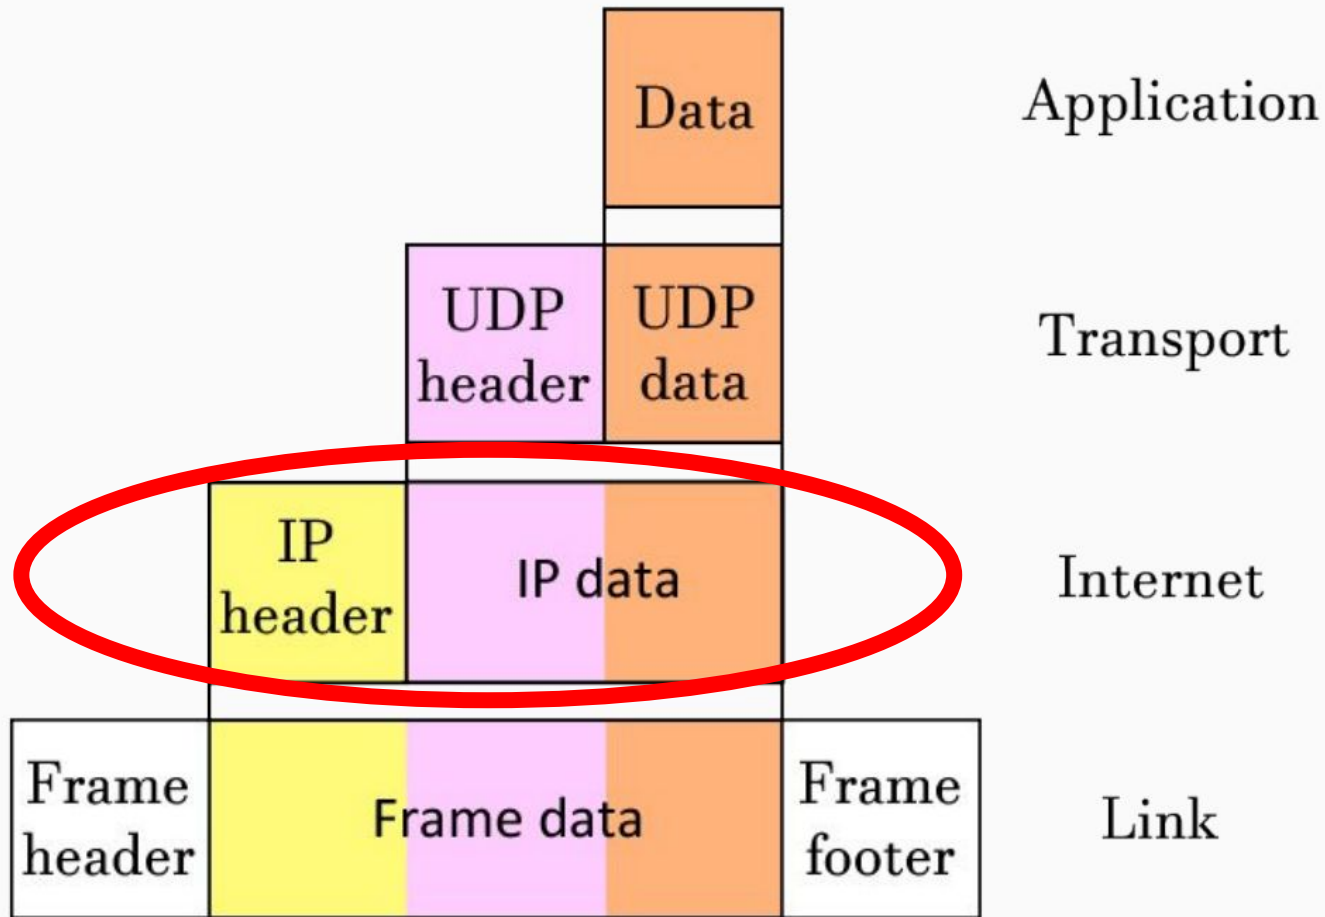 Data
Application
UDP
header
UDP
data
Transport
IP
header
IP data
Internet
Frame
header
Frame data
Frame
footer
Link